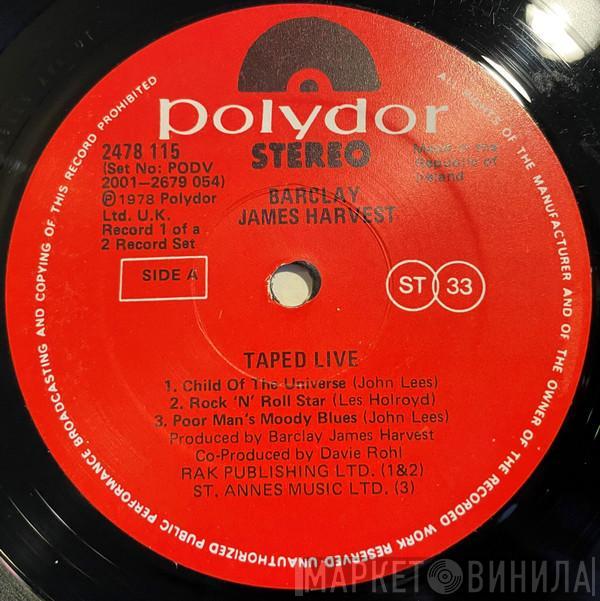 polydor
STEREO
2478 115
(Set No: PODV
2001-2679 054)
℗1978 Polydor
Ltd. U.K.
Record 1 of a
2 Record Set
Made in the
Republic of
Ireland
BARCLAY
JAMES HARVEST
SIDE A
ST 33
TAPED LIVE
1. Child Of The Universe (John Lees)
2. Rock 'N' Roll Star (Les Holroyd)
3. Poor Man's Moody Blues (John Lees)
Produced by Barclay James Harvest
Co-Produced by Davie Rohl
RAK PUBLISHING LTD. (1&2)
ST. ANNES MUSIC LTD. (3)
ALL RIGHTS OF THE MANUFACTURER AND OF THE OWNER OF THE RECORDED WORK RESERVED-UNAUTHORIZED PUBLIC PERFORMANCE BROADCASTING AND COPYING OF THIS RECORD PROHIBITED
МАРКЕТ ВИНИЛА